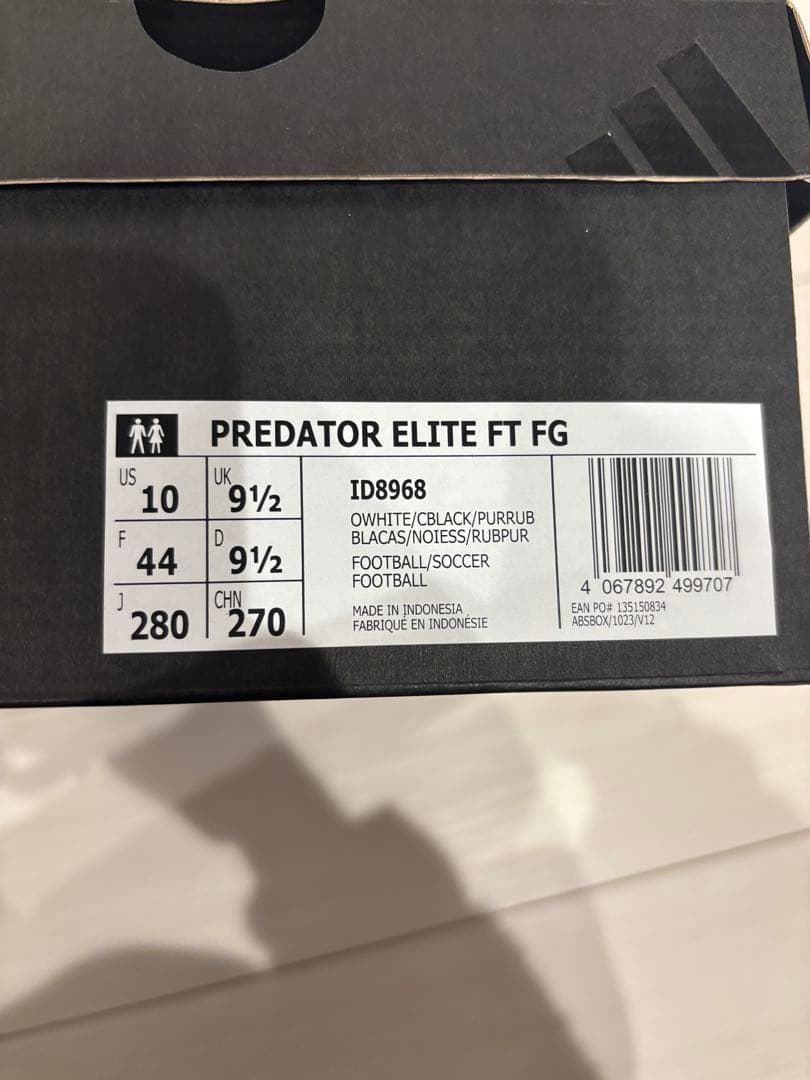 PREDATOR ELITE FT FG
US 10 UK 9½
F 44 D 9½
J 280 CHN 270
ID8968
OWHITE/CBLACK/PURRUB
BLACAS/NOIESS/RUBPUR
FOOTBALL/SOCCER
FOOTBALL
MADE IN INDONESIA
FABRIQUÉ EN INDONÉSIE
4 067892 499707
EAN PO# 135150834
ABSBOX/1023/V12